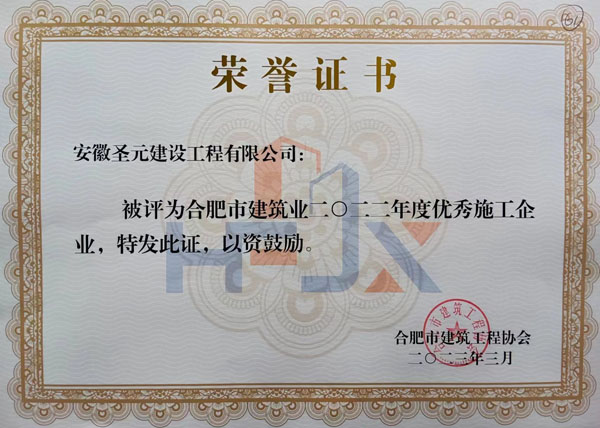 荣誉证书
安徽圣元建设工程有限公司：
被评为合肥市建筑业二〇二二年度优秀施工企
业，特发此证，以资鼓励。
合肥市建筑工程协会
二〇二三年三月